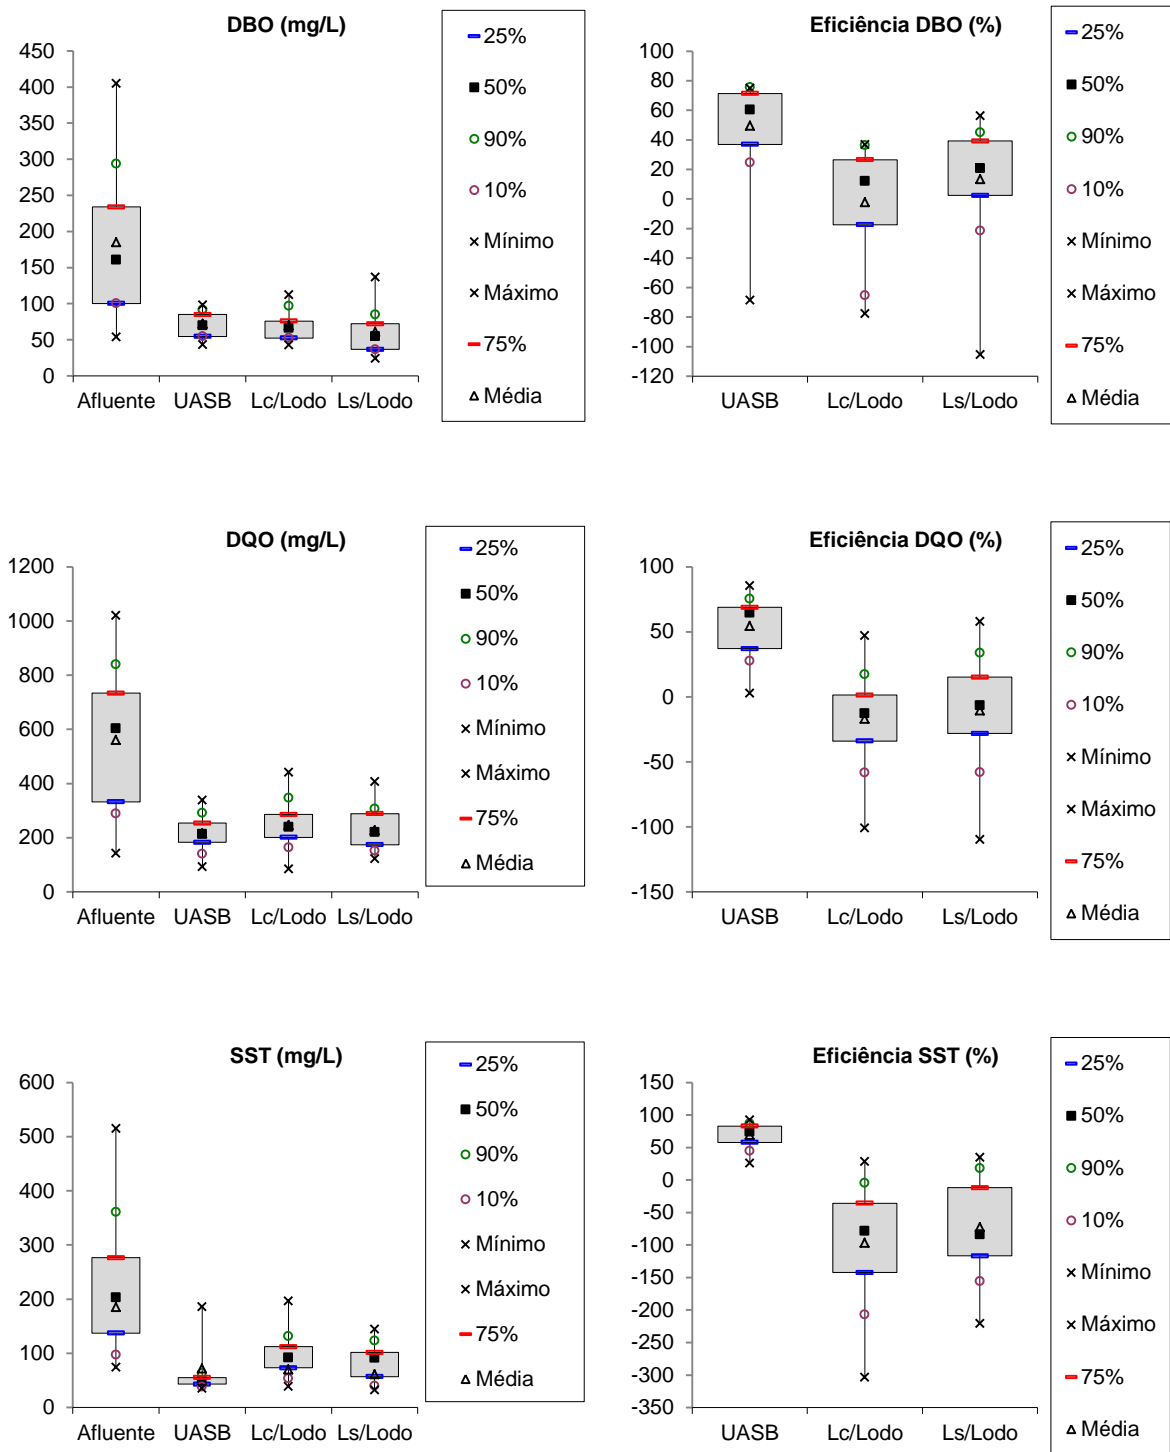 DBO (mg/L)
450
400
350
300
250
200
150
100
50
0
Afluente UASB Lc/Lodo Ls/Lodo
25%
50%
90%
10%
Mínimo
Máximo
75%
Média
Eficiência DBO (%)
100
80
60
40
20
0
-20
-40
-60
-80
-100
-120
UASB Lc/Lodo Ls/Lodo
25%
50%
90%
10%
Mínimo
Máximo
75%
Média
DQO (mg/L)
1200
1000
800
600
400
200
0
Afluente UASB Lc/Lodo Ls/Lodo
25%
50%
90%
10%
Mínimo
Máximo
75%
Média
Eficiência DQO (%)
100
50
0
-50
-100
-150
UASB Lc/Lodo Ls/Lodo
25%
50%
90%
10%
Mínimo
Máximo
75%
Média
SST (mg/L)
600
500
400
300
200
100
0
Afluente UASB Lc/Lodo Ls/Lodo
25%
50%
90%
10%
Mínimo
Máximo
75%
Média
Eficiência SST (%)
150
100
50
0
-50
-100
-150
-200
-250
-300
-350
UASB Lc/Lodo Ls/Lodo
25%
50%
90%
10%
Mínimo
Máximo
75%
Média